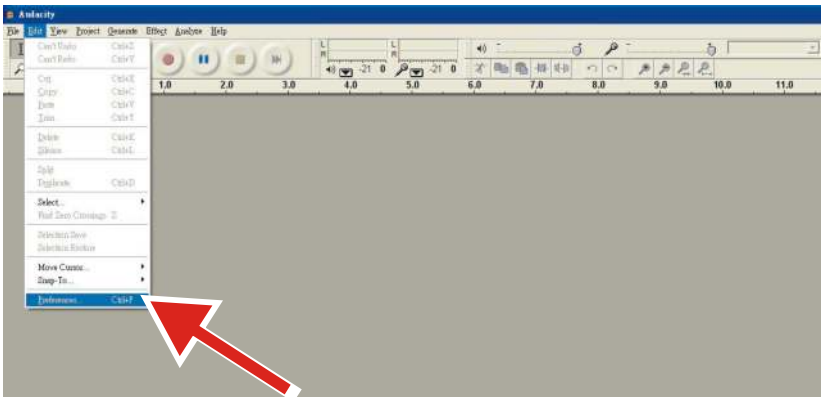 Audacity
File Edit View Project Generate Effect Analyze Help
Can't Undo Ctrl+Z
Can't Redo Ctrl+Y
Cut Ctrl+X
Copy Ctrl+C
Paste Ctrl+V
Trim Ctrl+T
Delete Ctrl+K
Silence Ctrl+L
Split
Duplicate Ctrl+D
Select...
Find Zero Crossings Z
Selection Save
Selection Restore
Move Cursor...
Snap-To...
Preferences... Ctrl+P
L
R
L
R
-21 0
-21 0
1.0 2.0 3.0 4.0 5.0 6.0 7.0 8.0 9.0 10.0 11.0